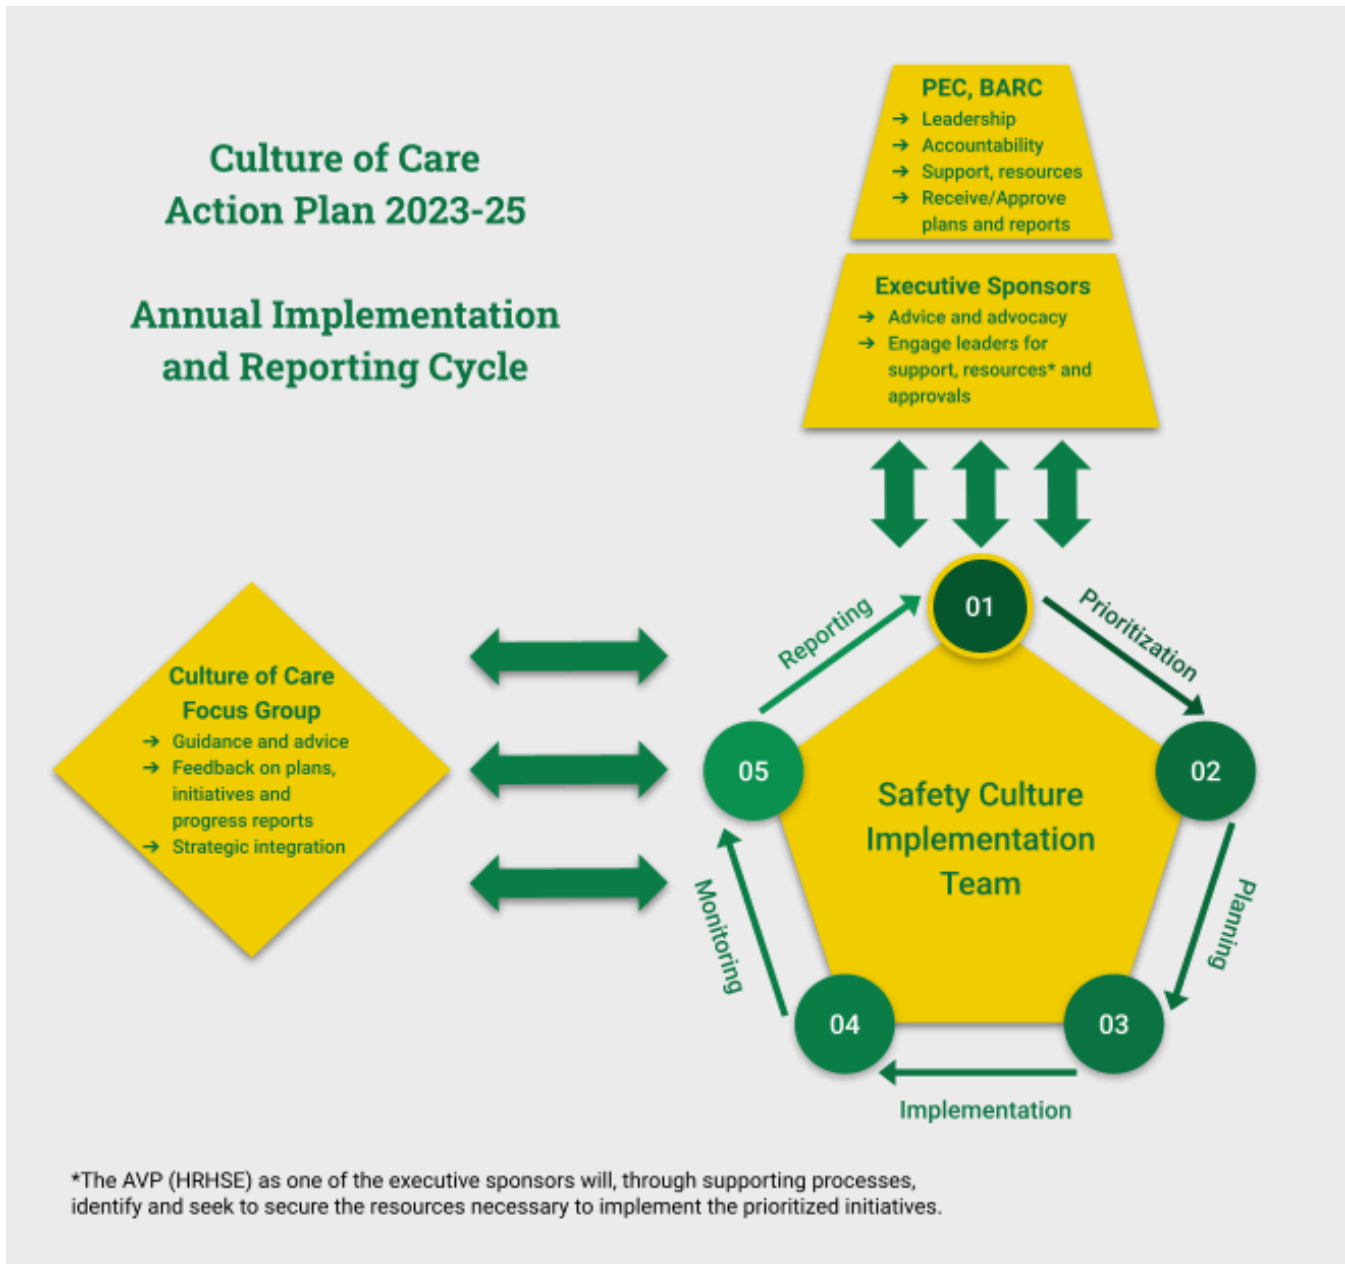 Culture of Care
Action Plan 2023-25
Annual Implementation
and Reporting Cycle
PEC, BARC
➔ Leadership
➔ Accountability
➔ Support, resources
➔ Receive/Approve
plans and reports
Executive Sponsors
➔ Advice and advocacy
➔ Engage leaders for
support, resources* and
approvals
Culture of Care
Focus Group
➔ Guidance and advice
➔ Feedback on plans,
initiatives and
progress reports
➔ Strategic integration
01
Prioritization
02
Planning
03
Implementation
04
Monitoring
05
Reporting
Safety Culture
Implementation
Team
*The AVP (HRHSE) as one of the executive sponsors will, through supporting processes,
identify and seek to secure the resources necessary to implement the prioritized initiatives.